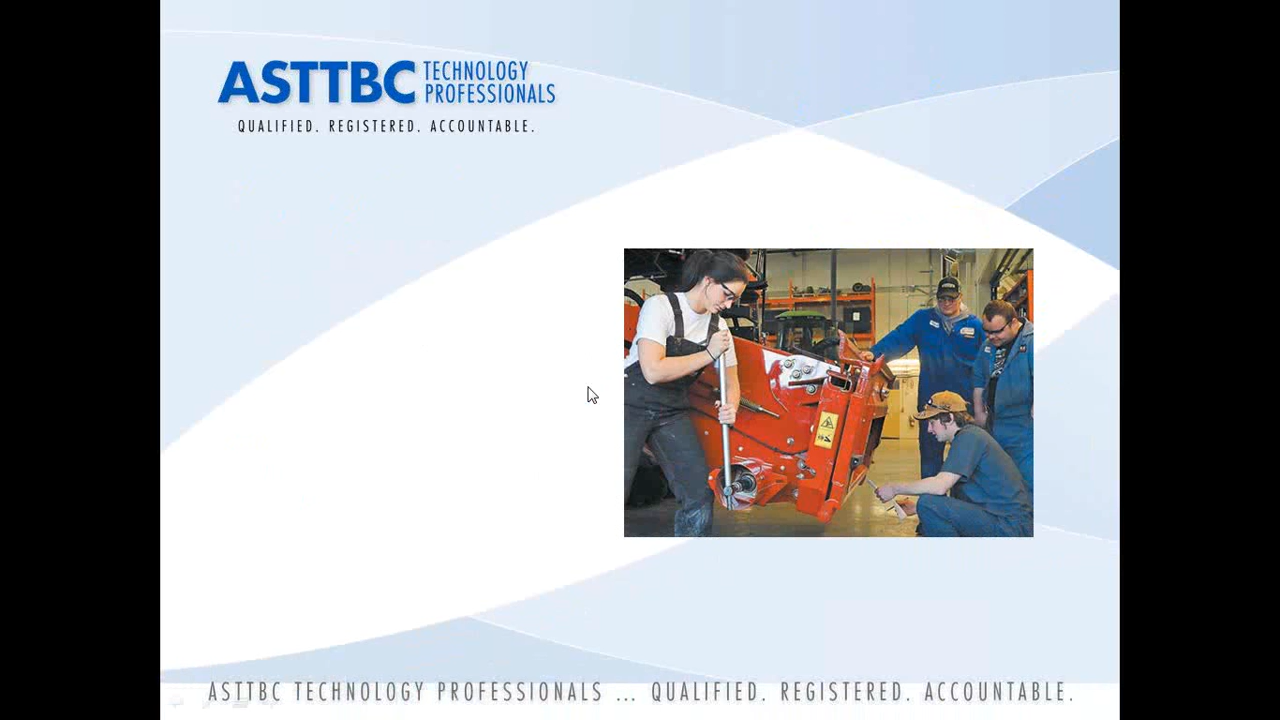 ASTTBC TECHNOLOGY
PROFESSIONALS
QUALIFIED. REGISTERED. ACCOUNTABLE.
ASTTBC TECHNOLOGY PROFESSIONALS ... QUALIFIED. REGISTERED. ACCOUNTABLE.